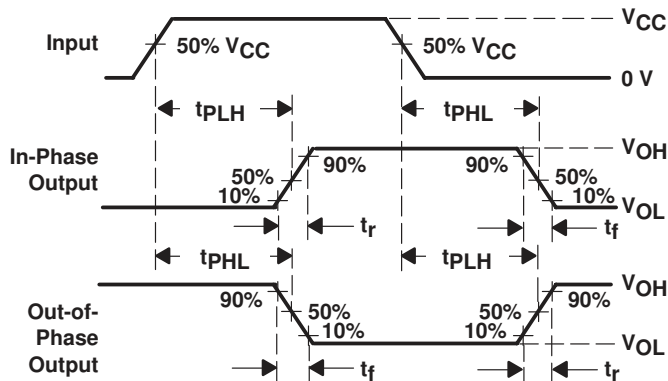 VCC
Input
50% VCC
50% VCC
0 V
tPLH
tPHL
In-Phase
Output
90%
90%
VOH
50%
50%
10%
10%
VOL
tr
tf
tPHL
tPLH
Out-of-
Phase
Output
90%
90%
VOH
50%
50%
10%
10%
VOL
tf
tr